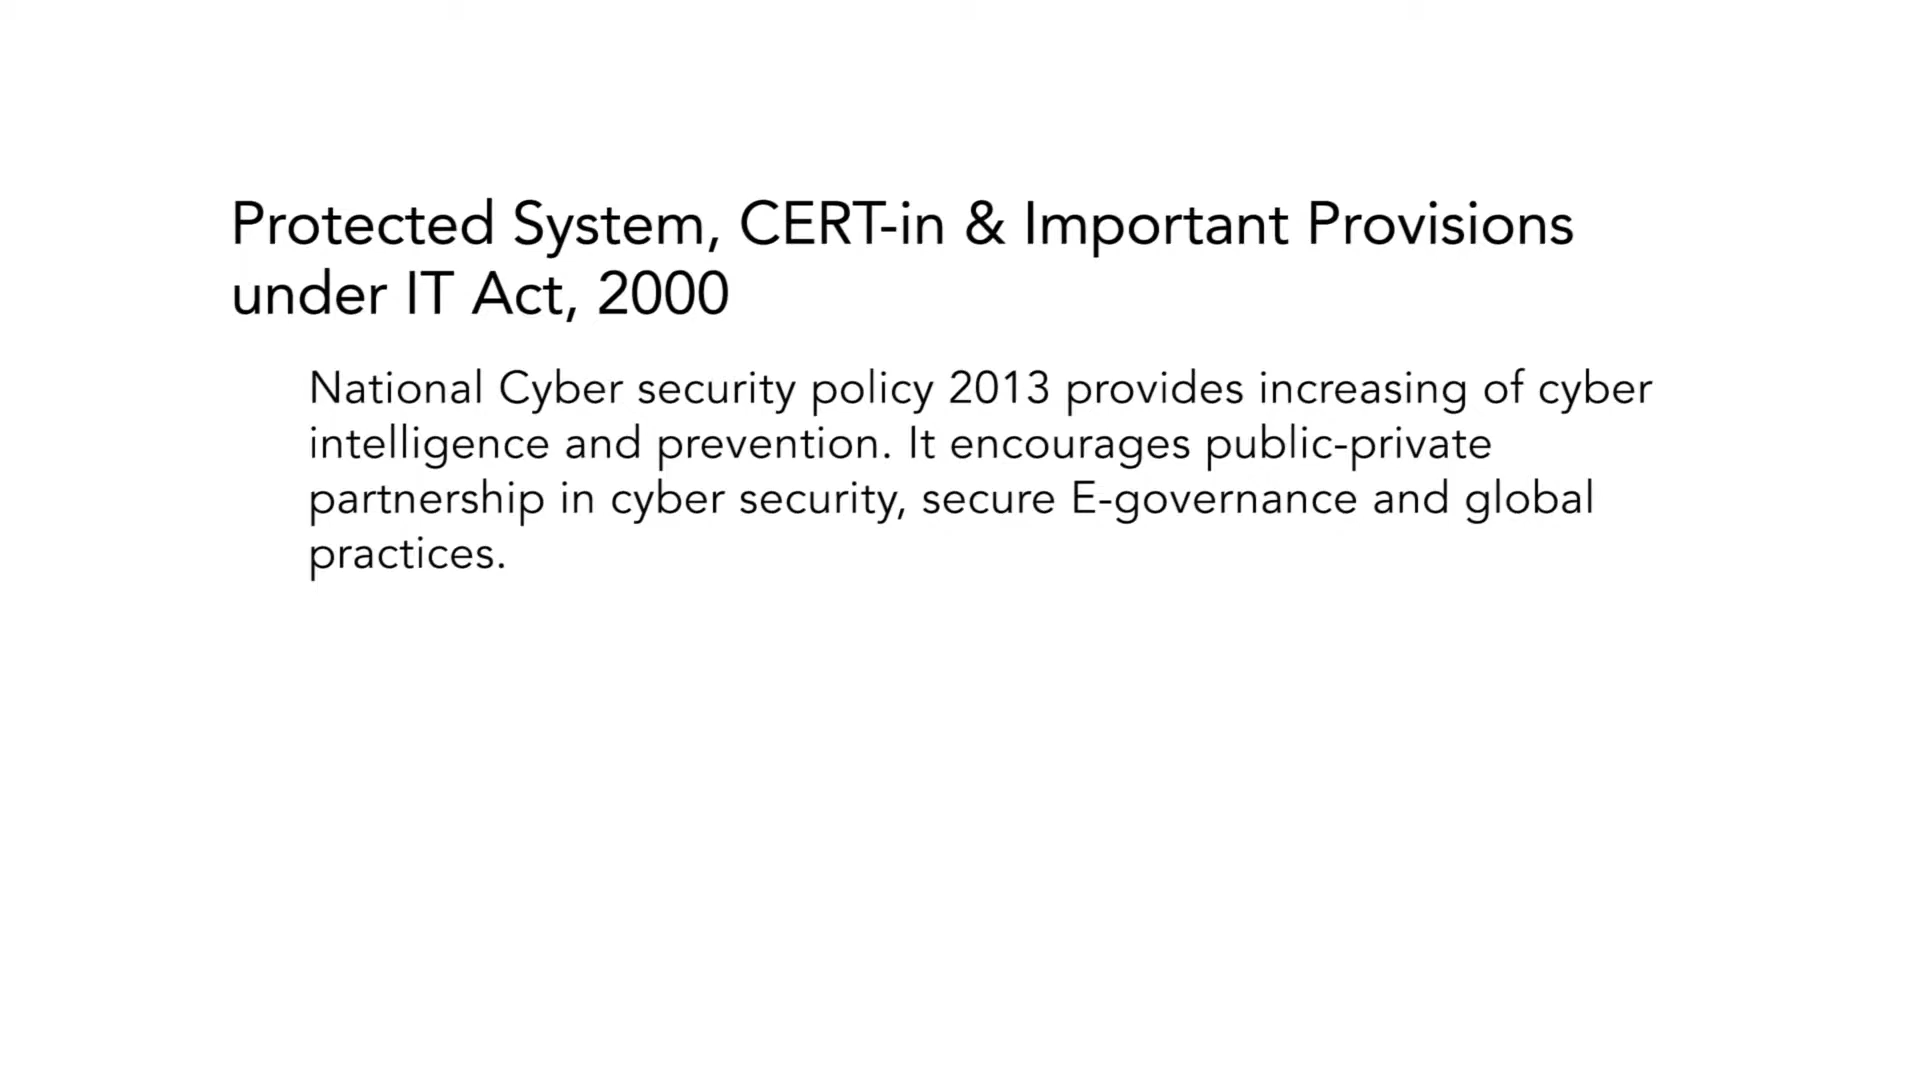 Protected System, CERT-in & Important Provisions
under IT Act, 2000
National Cyber security policy 2013 provides increasing of cyber
intelligence and prevention. It encourages public-private
partnership in cyber security, secure E-governance and global
practices.